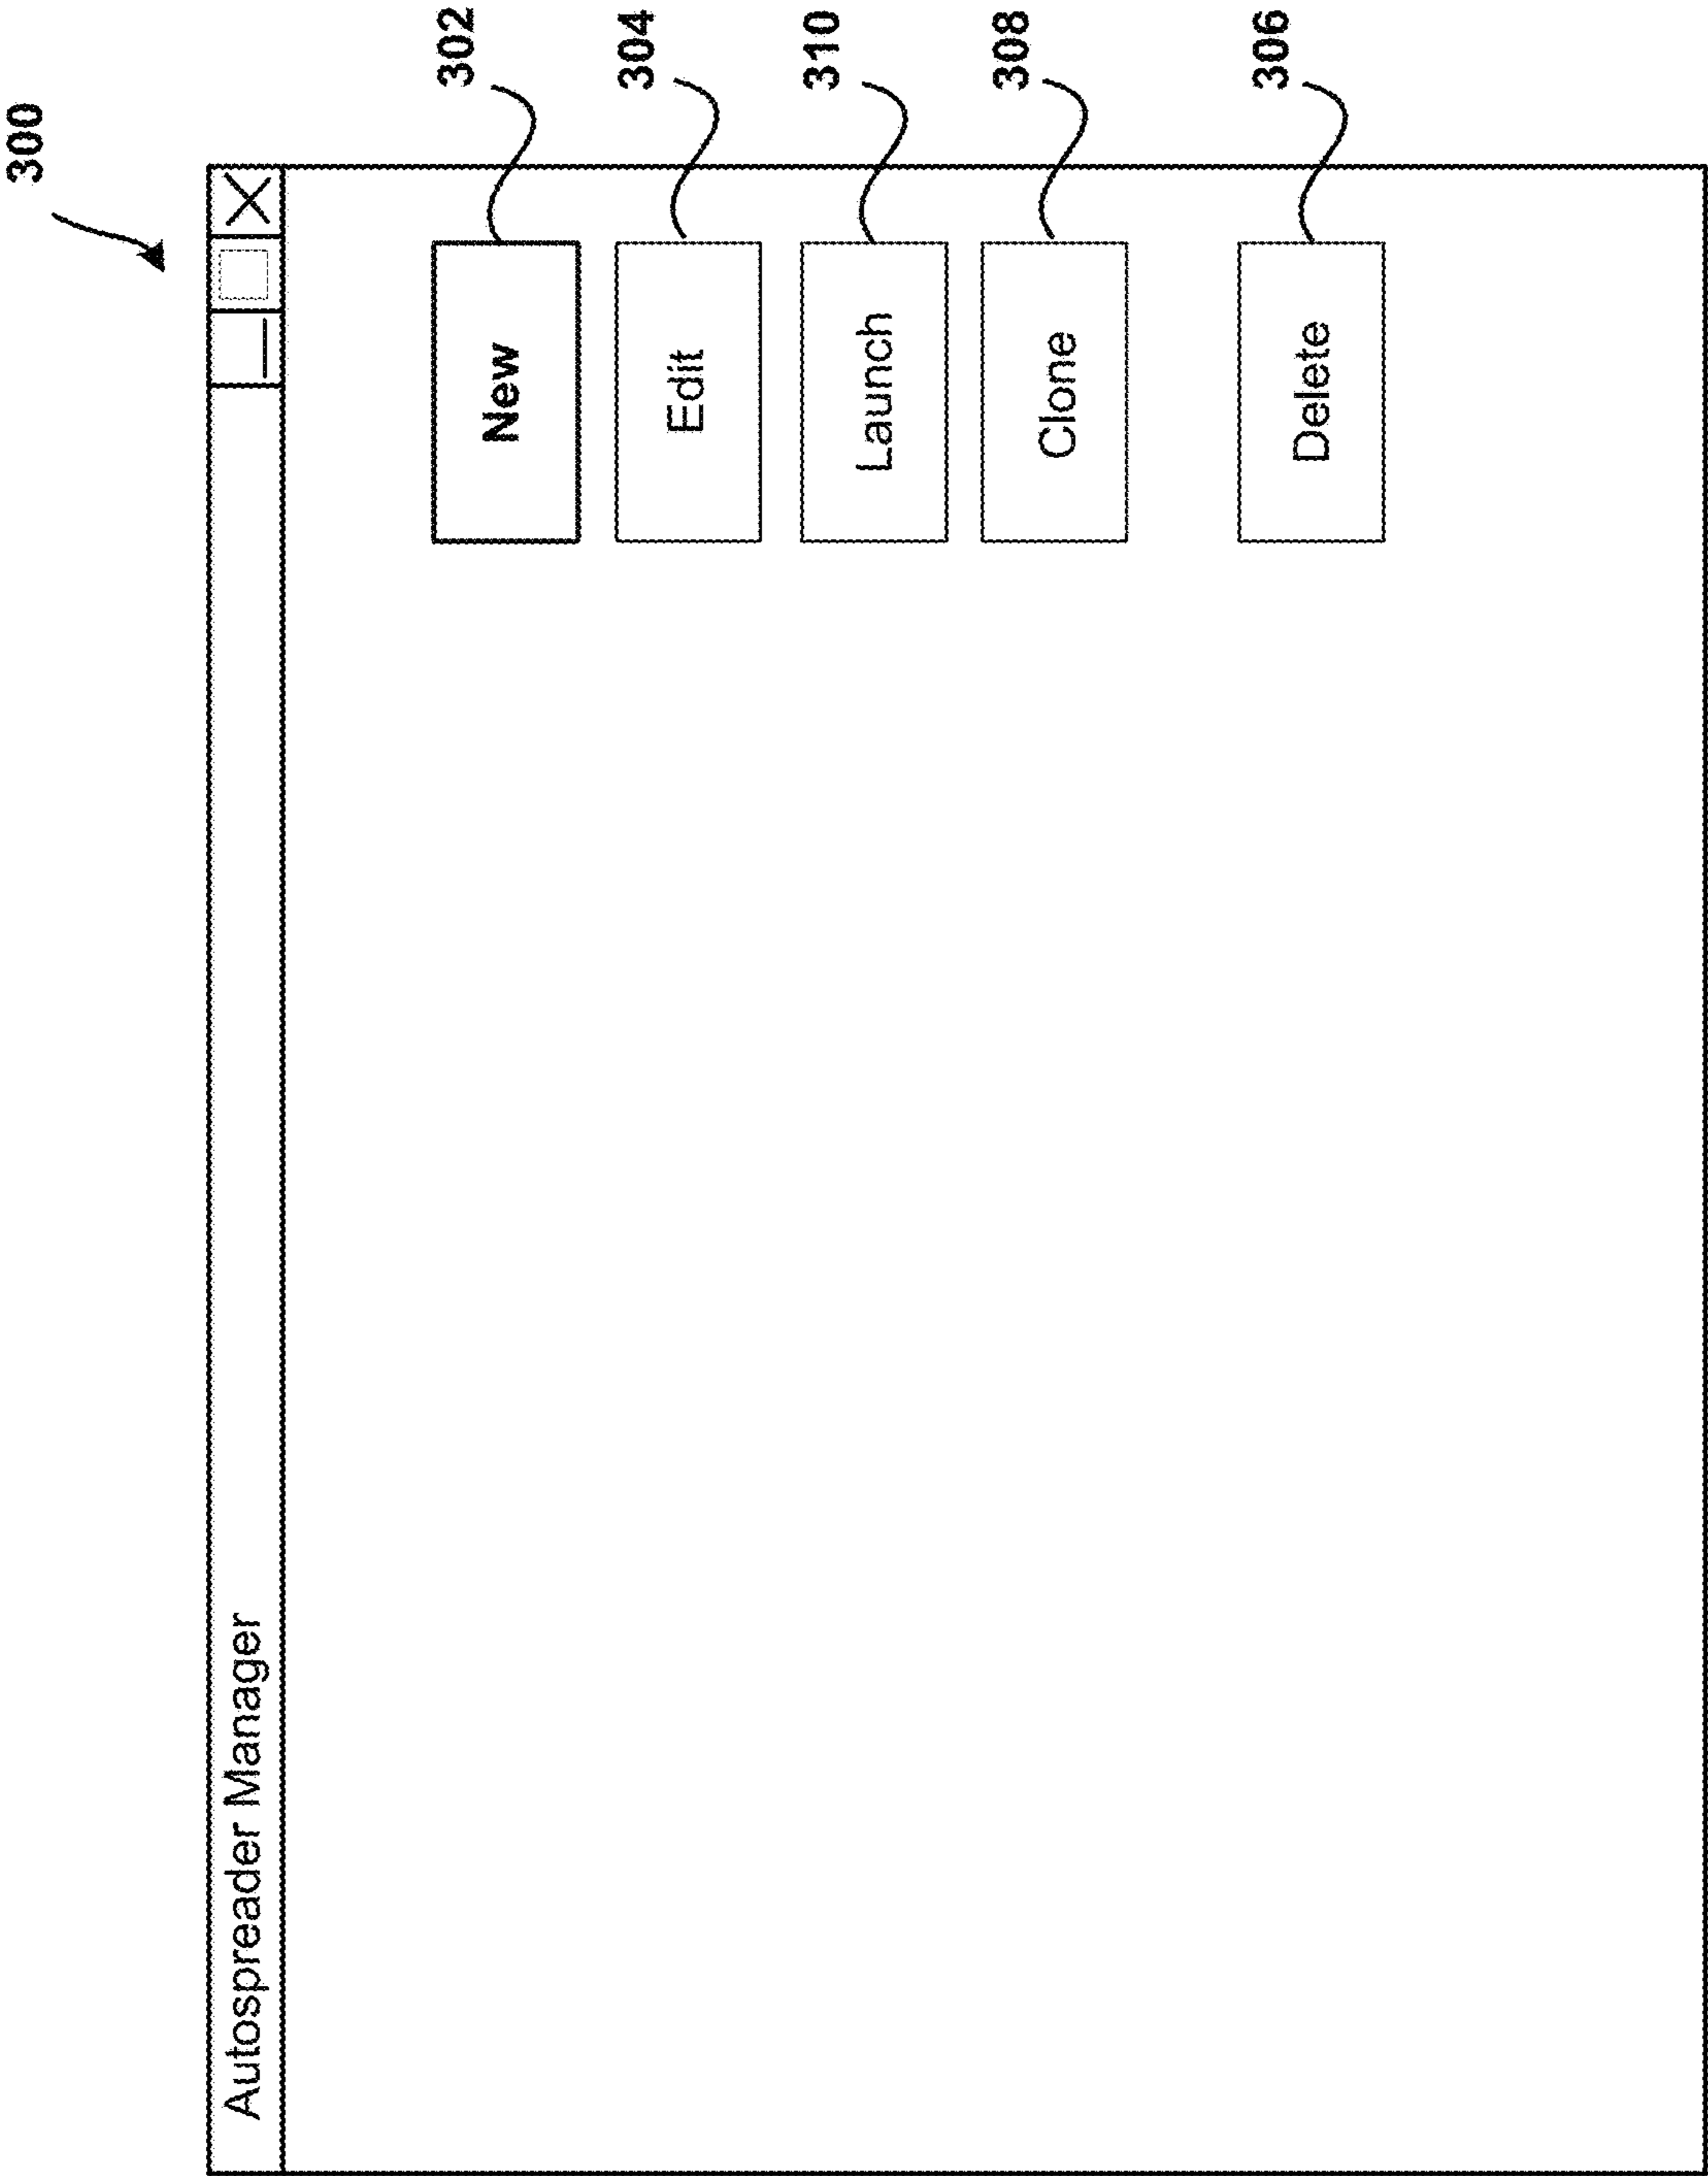 300
Autospreader Manager
New
302
Edit
304
Launch
310
Clone
308
Delete
306